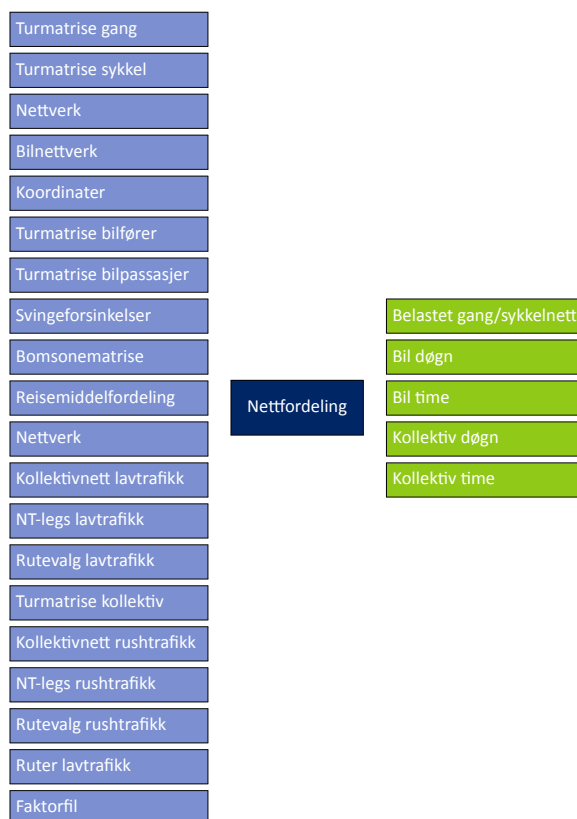 Turmatrise gang
Turmatrise sykkel
Nettverk
Bilnettverk
Koordinater
Turmatrise bilfører
Turmatrise bilpassasjer
Svingeforsinkelser
Bomsonematrise
Reisemiddelfordeling
Nettverk
Kollektivnett lavtrafikk
NT-legs lavtrafikk
Rutevalg lavtrafikk
Turmatrise kollektiv
Kollektivnett rushtrafikk
NT-legs rushtrafikk
Rutevalg rushtrafikk
Ruter lavtrafikk
Faktorfil
Nettfordeling
Belastet gang/sykkelnett
Bil døgn
Bil time
Kollektiv døgn
Kollektiv time